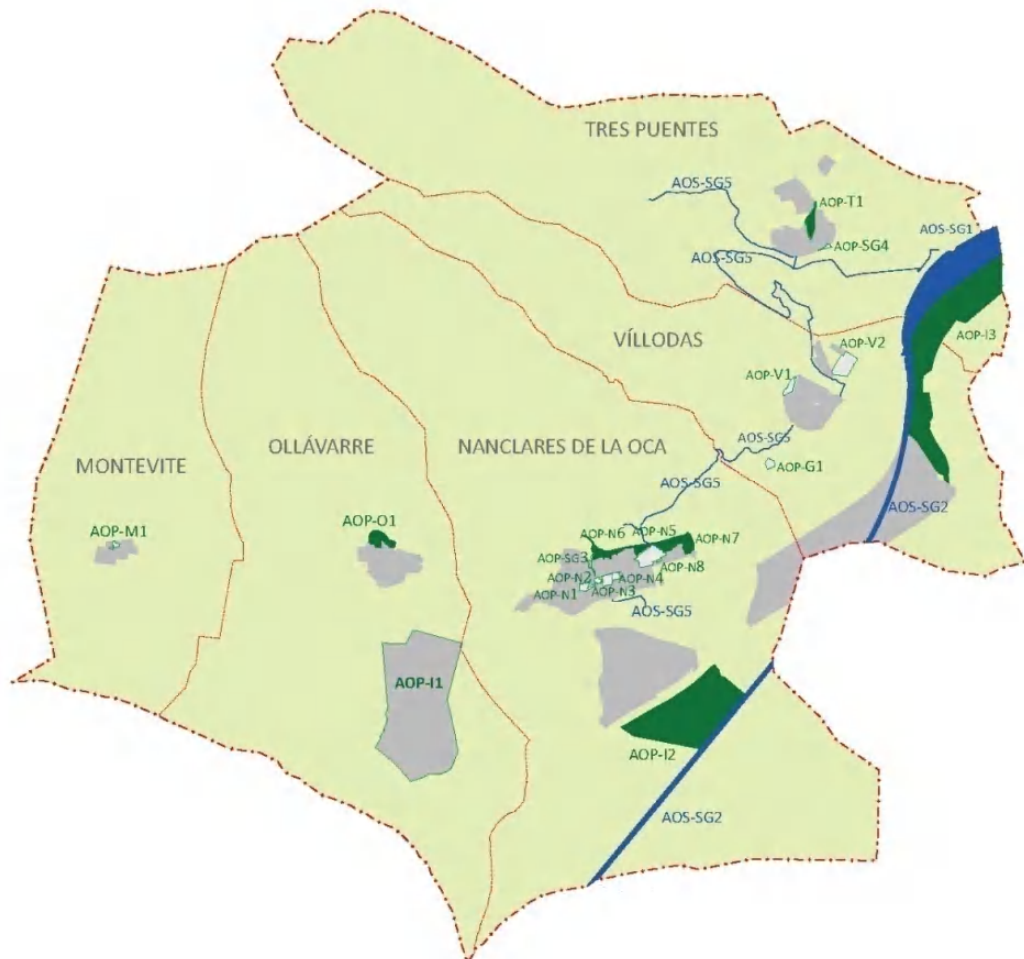 TRES PUENTES
AOS-SG5
AOP-T1
AOS-SG1
AOP-SG4
AOS-SG5
VÍLLODAS
AOP-V2
AOP-I3
AOP-V1
AOS-SG5
OLLÁVARRE
NANCLARES DE LA OCA
MONTEVITE
AOP-G1
AOS-SG5
AOS-SG2
AOP-M1
AOP-O1
AOP-N6
AOP-N5
AOP-N7
AOP-SG3
AOP-N8
AOP-N2
AOP-N4
AOP-N1
AOP-N3
AOS-SG5
AOP-I1
AOP-I2
AOS-SG2